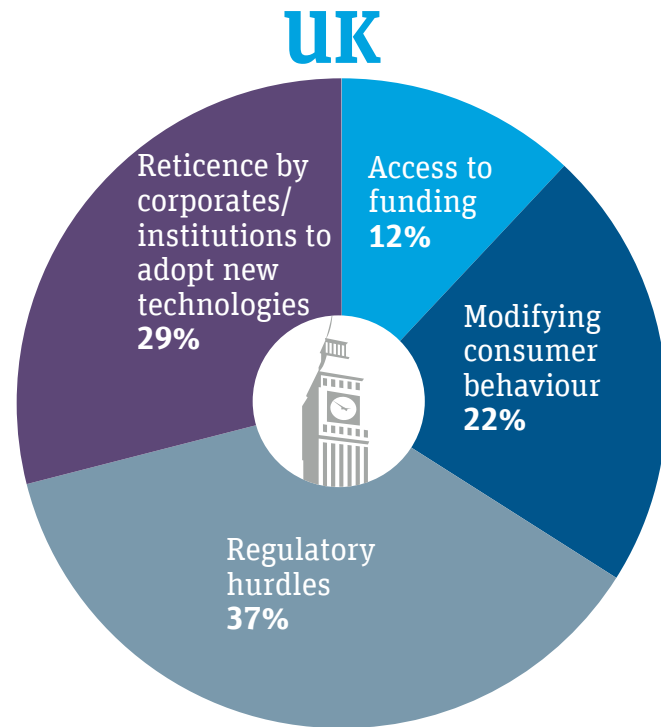 UK
Access to
funding
12%
Modifying
consumer
behaviour
22%
Regulatory
hurdles
37%
Reticence by
corporates/
institutions to
adopt new
technologies
29%